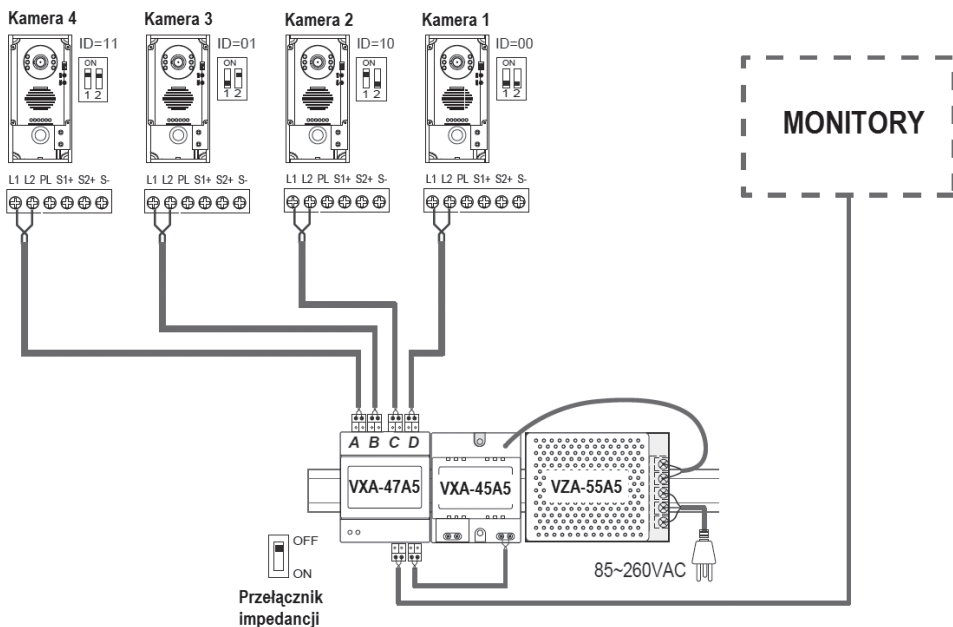 Kamera 4
Kamera 3
Kamera 2
Kamera 1
ID=11
ON
1 2
ID=01
ON
1 2
ID=10
ON
1 2
ID=00
ON
1 2
MONITORY
L1 L2 PL S1+ S2+ S-
L1 L2 PL S1+ S2+ S-
L1 L2 PL S1+ S2+ S-
L1 L2 PL S1+ S2+ S-
A B C D
VXA-47A5
VXA-45A5
VZA-55A5
OFF
ON
85~260VAC
Przełącznik
impedancji